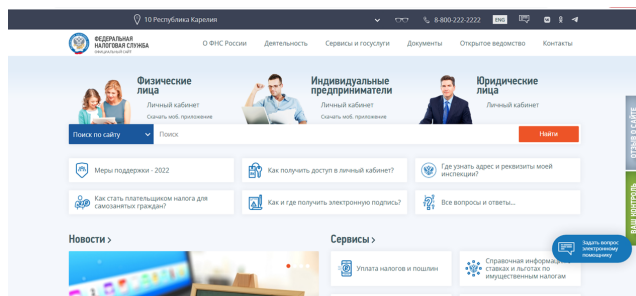 10 Республика Карелия
8-800-222-2222
ENG
ФЕДЕРАЛЬНАЯ
НАЛОГОВАЯ СЛУЖБА
ОФИЦИАЛЬНЫЙ САЙТ
О ФНС России Деятельность Сервисы и госуслуги Документы Открытое ведомство Контакты
Физические
лица
Личный кабинет
Скачать моб. приложение
Индивидуальные
предприниматели
Личный кабинет
Скачать моб. приложение
Юридические
лица
Личный кабинет
Поиск по сайту
Поиск
Найти
Меры поддержки - 2022
Как получить доступ в личный кабинет?
Где узнать адрес и реквизиты моей
инспекции?
Как стать плательщиком налога для
самозанятых граждан?
Как и где получить электронную подпись?
Все вопросы и ответы...
ОТЗЫВ О САЙТЕ
ВАШ КОНТРОЛЬ
Новости >
Сервисы >
Уплата налогов и пошлин
Справочная информация о
ставках и льготах по
имущественным налогам
Задать вопрос
электронному
помощнику